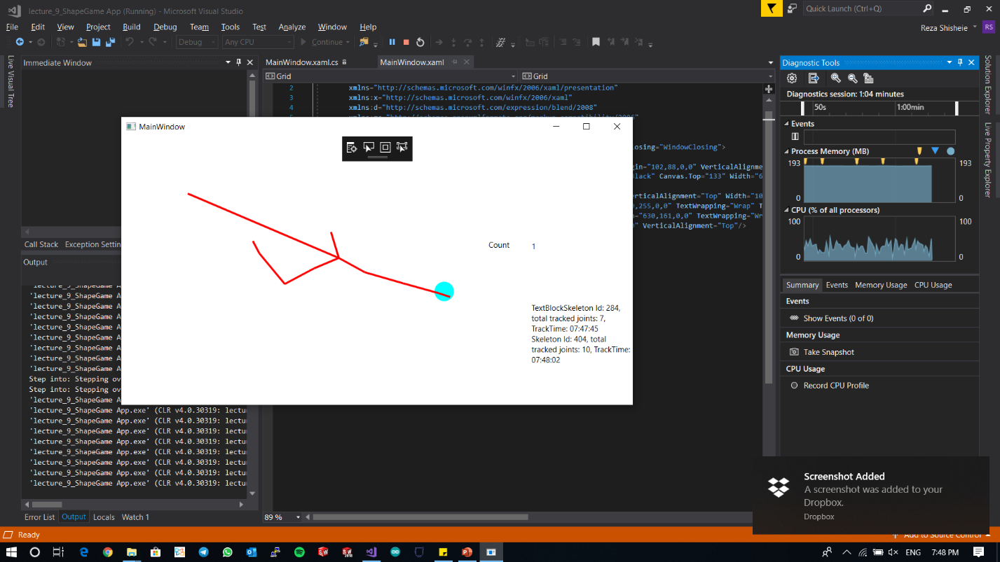 lecture_9_ShapeGame App (Running) - Microsoft Visual Studio
Quick Launch (Ctrl+Q)
File Edit View Project Build Debug Team Tools Test Analyze Window Help
Reza Shisheie RS
Debug Any CPU Continue
Live Visual Tree
Immediate Window
MainWindow.xaml.cs MainWindow.xaml
Grid Grid
2 xmlns="http://schemas.microsoft.com/winfx/2006/xaml/presentation"
3 xmlns:x="http://schemas.microsoft.com/winfx/2006/xaml"
4 xmlns:d="http://schemas.microsoft.com/expression/blend/2008"
osing="WindowClosing">
gin="102,88,0,0" VerticalAlignme
lack" Canvas.Top="133" Width="6
erticalAlignment="Top" Width="10
,255,0,0" TextWrapping="Wrap" T
="630,161,0,0" TextWrapping="Wr
" VerticalAlignment="Top"/>
MainWindow
Count 1
TextBlockSkeleton Id: 284,
total tracked joints: 7,
TrackTime: 07:47:45
Skeleton Id: 404, total
tracked joints: 10, TrackTime:
07:48:02
Call Stack Exception Settin
Output
'lecture_9_ShapeGame A
'lecture_9_ShapeGame A
'lecture_9_ShapeGame A
'lecture_9_ShapeGame A
'lecture_9_ShapeGame A
'lecture_9_ShapeGame A
'lecture_9_ShapeGame A
'lecture_9_ShapeGame A
'lecture_9_ShapeGame A
Step into: Stepping ov
Step into: Stepping ov
'lecture_9_ShapeGame A
'lecture_9_ShapeGame App.exe' (CLR v4.0.30319: lectu
'lecture_9_ShapeGame App.exe' (CLR v4.0.30319: lectur
'lecture_9_ShapeGame App.exe' (CLR v4.0.30319: lectur
'lecture_9_ShapeGame App.exe' (CLR v4.0.30319: lectur
'lecture_9_ShapeGame App.exe' (CLR v4.0.30319: lectur
'lecture_9_ShapeGame App.exe' (CLR v4.0.30319: lectur
'lecture_9_ShapeGame App.exe' (CLR v4.0.30319: lectur
'lecture_9_ShapeGame App.exe' (CLR v4.0.30319: lectur
Error List Output Locals Watch 1
89 %
Diagnostic Tools
Diagnostics session: 1:04 minutes
50s 1:00min
Events
Process Memory (MB)
193 193
0 0
CPU (% of all processors)
100 100
0 0
Summary Events Memory Usage CPU Usage
Events
Show Events (0 of 0)
Memory Usage
Take Snapshot
CPU Usage
Record CPU Profile
Solution Explorer
Live Property Explorer
Screenshot Added
A screenshot was added to your
Dropbox.
Dropbox
Ready
Add to Source Control
ENG 7:48 PM